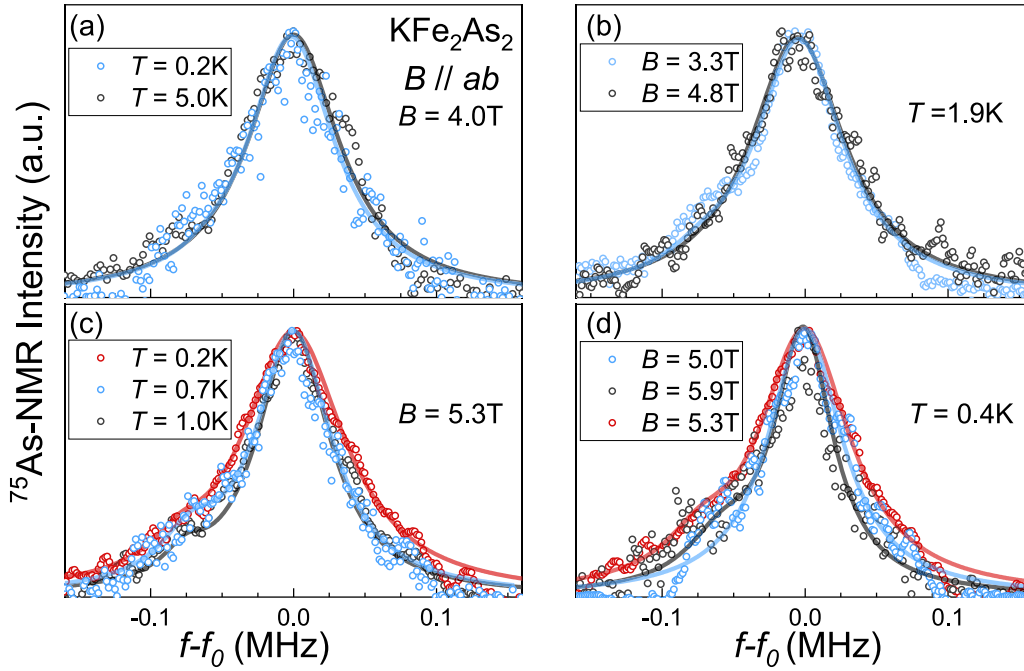 (a)
KFe₂As₂
T = 0.2K
T = 5.0K
B // ab
B = 4.0T
(b)
B = 3.3T
B = 4.8T
T =1.9K
(c)
T = 0.2K
T = 0.7K
T = 1.0K
B = 5.3T
(d)
B = 5.0T
B = 5.9T
B = 5.3T
T = 0.4K
⁷⁵As-NMR Intensity (a.u.)
-0.1 0.0 0.1
-0.1 0.0 0.1
f-f₀ (MHz)
f-f₀ (MHz)